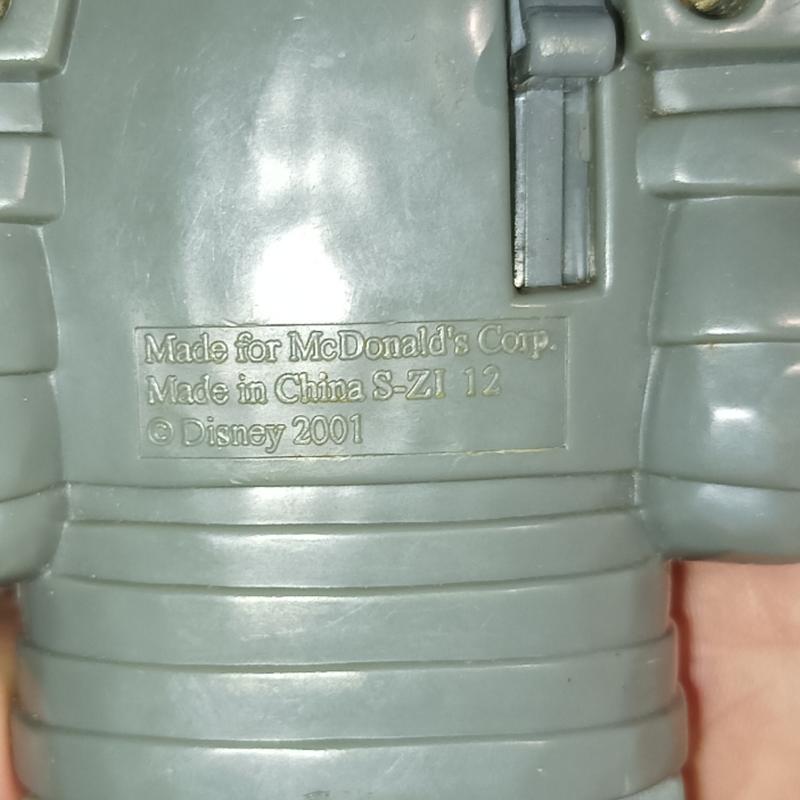 Made for McDonald's Corp.
Made in China S-ZI 12
© Disney 2001